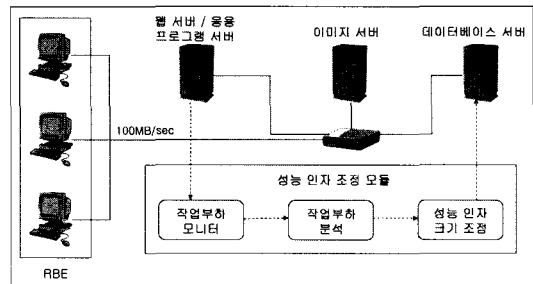 웹 서버 / 응용
프로그램 서버
이미지 서버
데이터베이스 서버
100MB/sec
성능 인자 조정 모듈
작업부하
모니터
작업부하
분석
성능 인자
크기 조정
RBE